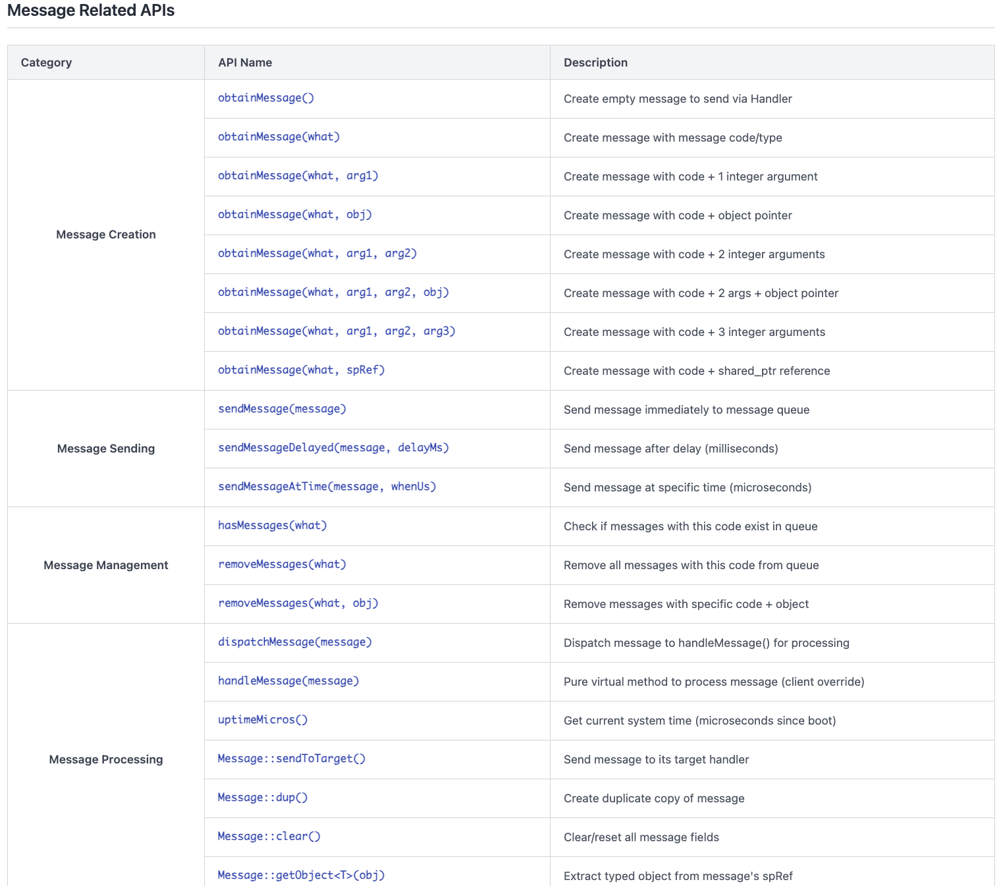 Message Related APIs
Category API Name Description
Message Creation
obtainMessage() Create empty message to send via Handler
obtainMessage(what) Create message with message code/type
obtainMessage(what, arg1) Create message with code + 1 integer argument
obtainMessage(what, obj) Create message with code + object pointer
obtainMessage(what, arg1, arg2) Create message with code + 2 integer arguments
obtainMessage(what, arg1, arg2, obj) Create message with code + 2 args + object pointer
obtainMessage(what, arg1, arg2, arg3) Create message with code + 3 integer arguments
obtainMessage(what, spRef) Create message with code + shared_ptr reference
Message Sending
sendMessage(message) Send message immediately to message queue
sendMessageDelayed(message, delayMs) Send message after delay (milliseconds)
sendMessageAtTime(message, whenUs) Send message at specific time (microseconds)
Message Management
hasMessages(what) Check if messages with this code exist in queue
removeMessages(what) Remove all messages with this code from queue
removeMessages(what, obj) Remove messages with specific code + object
Message Processing
dispatchMessage(message) Dispatch message to handleMessage() for processing
handleMessage(message) Pure virtual method to process message (client override)
uptimeMicros() Get current system time (microseconds since boot)
Message::sendToTarget() Send message to its target handler
Message::dup() Create duplicate copy of message
Message::clear() Clear/reset all message fields
Message::getObject<T>(obj) Extract typed object from message's spRef